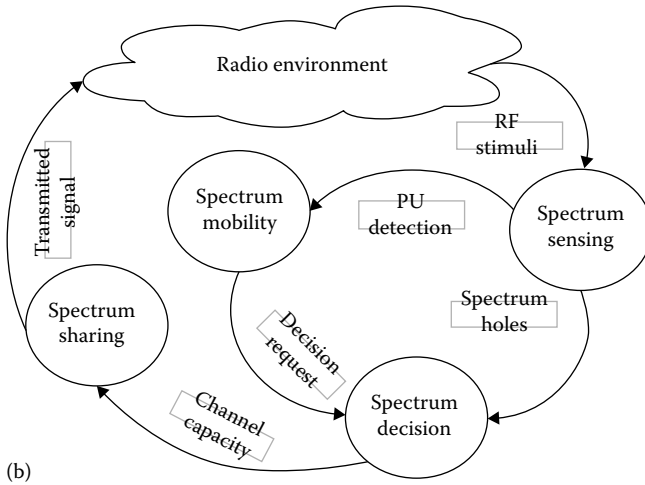 Radio environment
RF
stimuli
Transmitted
signal
Spectrum
mobility
PU
detection
Spectrum
sensing
Spectrum
holes
Spectrum
sharing
Decision
request
Channel
capacity
Spectrum
decision
(b)